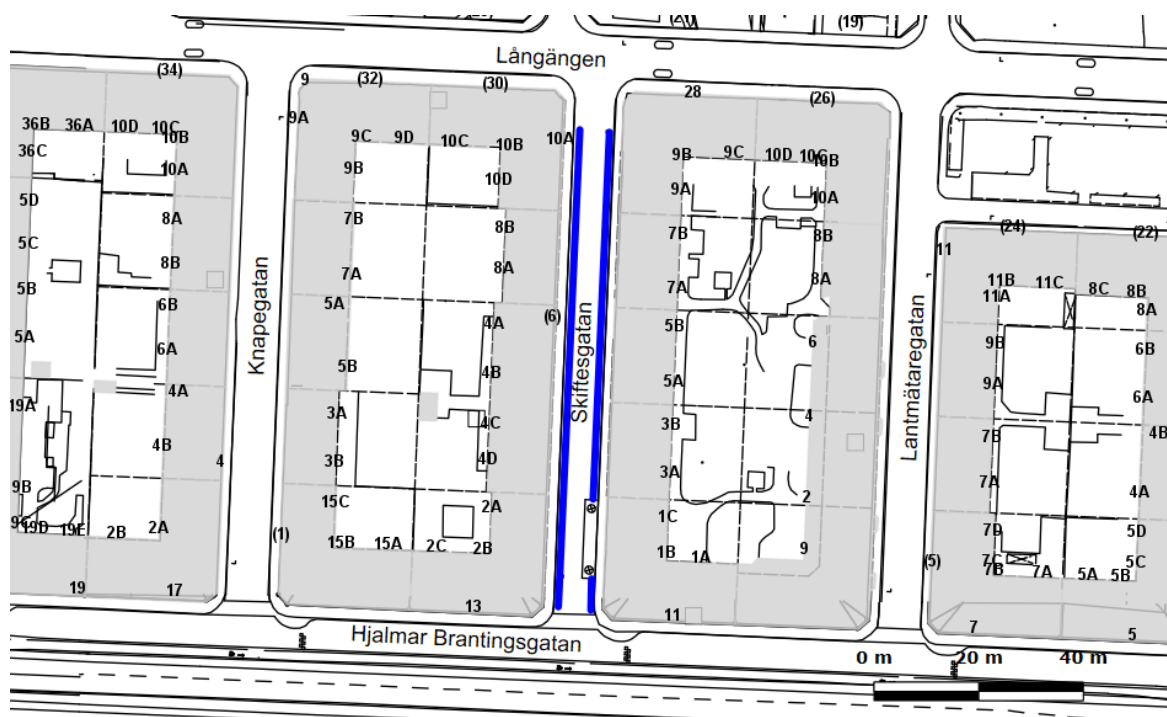 (19)
Långängen
(34)
9
(32)
(30)
28
(26)
9A
36B
36A
10D
10C
10B
9C
9D
10C
10B
10A
9B
9C
10D
10C
10B
36C
10A
9B
10D
9A
10A
5D
8A
7B
8B
7B
8B
(24)
(22)
5C
8B
7A
8A
7A
8A
11
11B
11C
8C
8B
11A
8A
5B
6B
5A
4A
(6)
5B
6
9B
6B
5A
6A
5B
4B
5A
9A
6A
19A
4A
3A
4C
3B
4
7B
4B
4B
4
3B
4D
3A
7A
4A
9B
15C
2A
2
9C
19D
19E
2B
2A
(1)
15B
15A
2C
2B
1C
1B
1A
9
7D
5D
(5)
7C
7B
7A
5A
5B
5C
19
17
13
11
7
5
Knapegatan
Skiftesgatan
Lantmätaregatan
Hjalmar Brantingsgatan
0 m
20 m
40 m